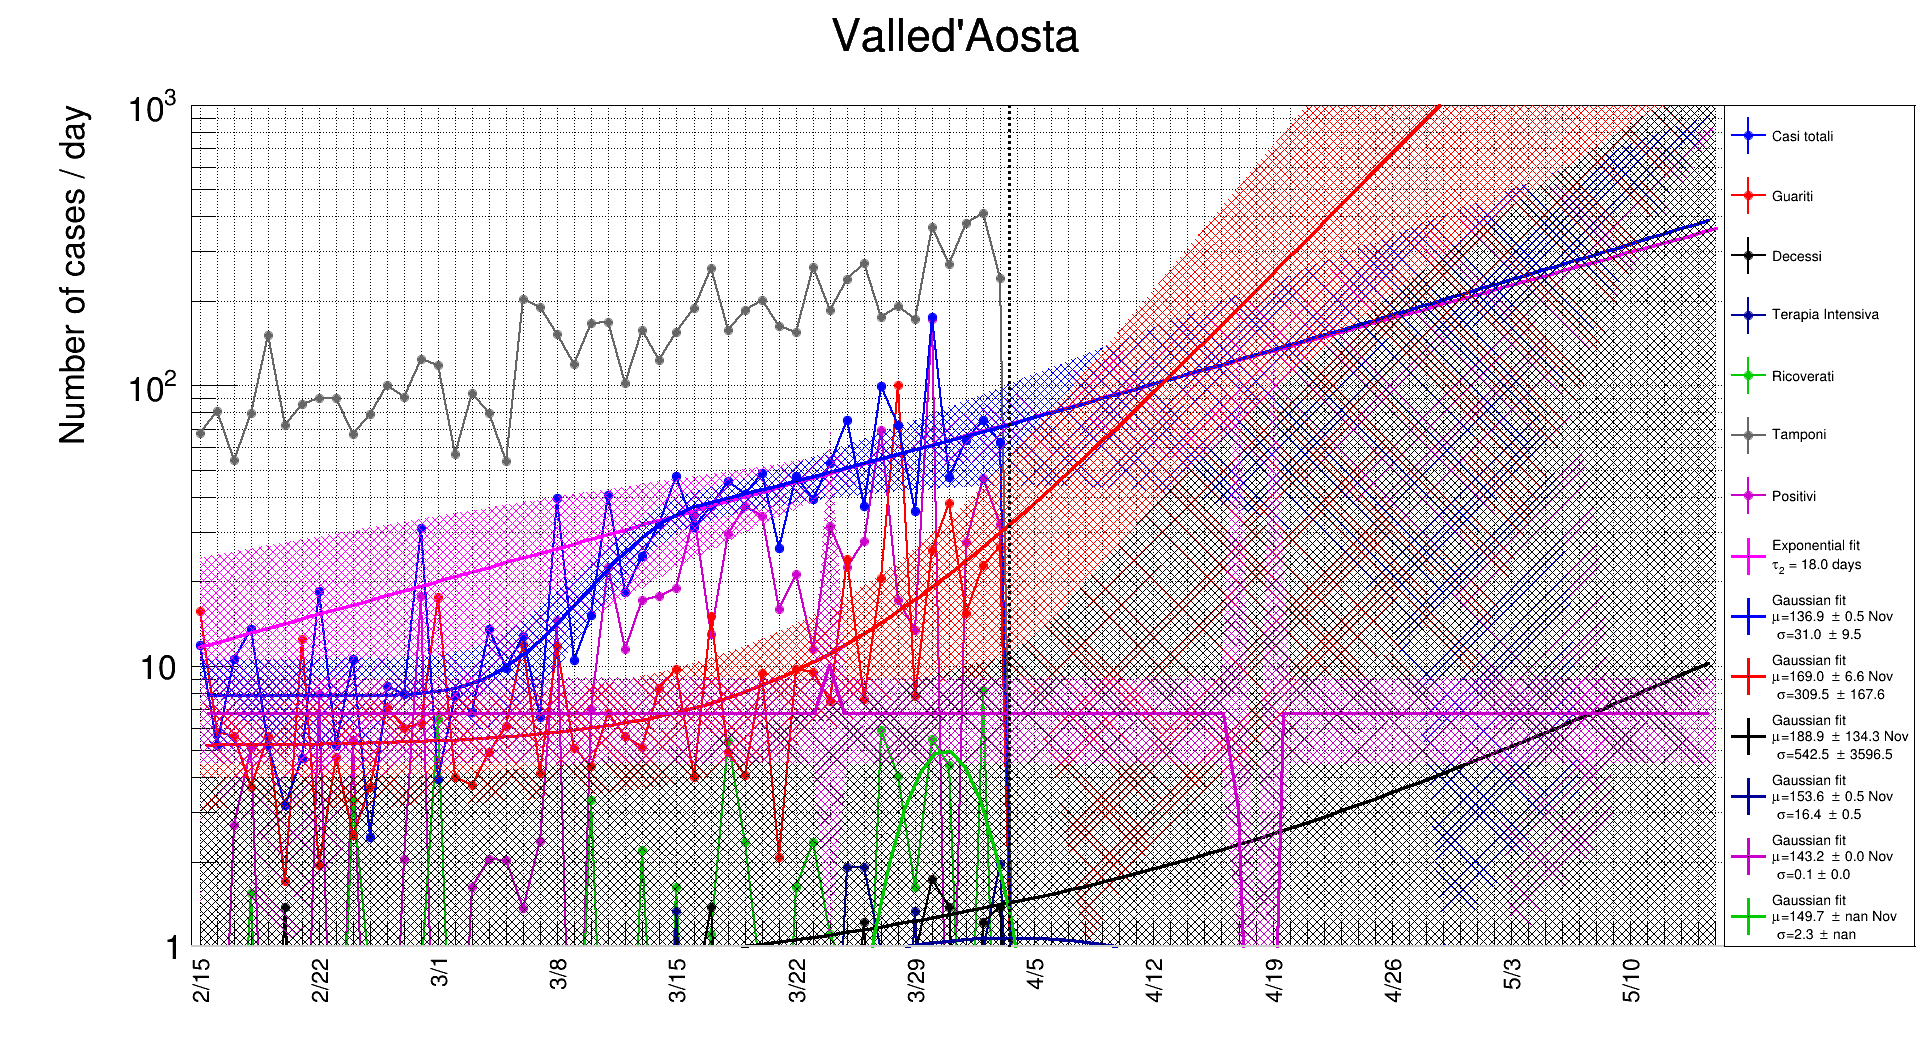 Valled'Aosta
Number of cases / day
10³
10²
10
1
2/15
2/22
3/1
3/8
3/15
3/22
3/29
4/5
4/12
4/19
4/26
5/3
5/10
Casi totali
Guariti
Decessi
Terapia Intensiva
Ricoverati
Tamponi
Positivi
Exponential fit
τ₂ = 18.0 days
Gaussian fit
μ=136.9 ± 0.5 Nov
σ=31.0 ± 9.5
Gaussian fit
μ=169.0 ± 6.6 Nov
σ=309.5 ± 167.6
Gaussian fit
μ=188.9 ± 134.3 Nov
σ=542.5 ± 3596.5
Gaussian fit
μ=153.6 ± 0.5 Nov
σ=16.4 ± 0.5
Gaussian fit
μ=143.2 ± 0.0 Nov
σ=0.1 ± 0.0
Gaussian fit
μ=149.7 ± nan Nov
σ=2.3 ± nan